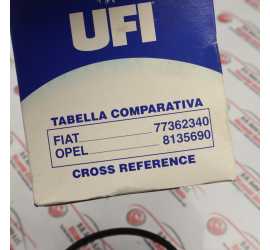 UFI
TABELLA COMPARATIVA
FIAT 77362340
OPEL 8135690
CROSS REFERENCE